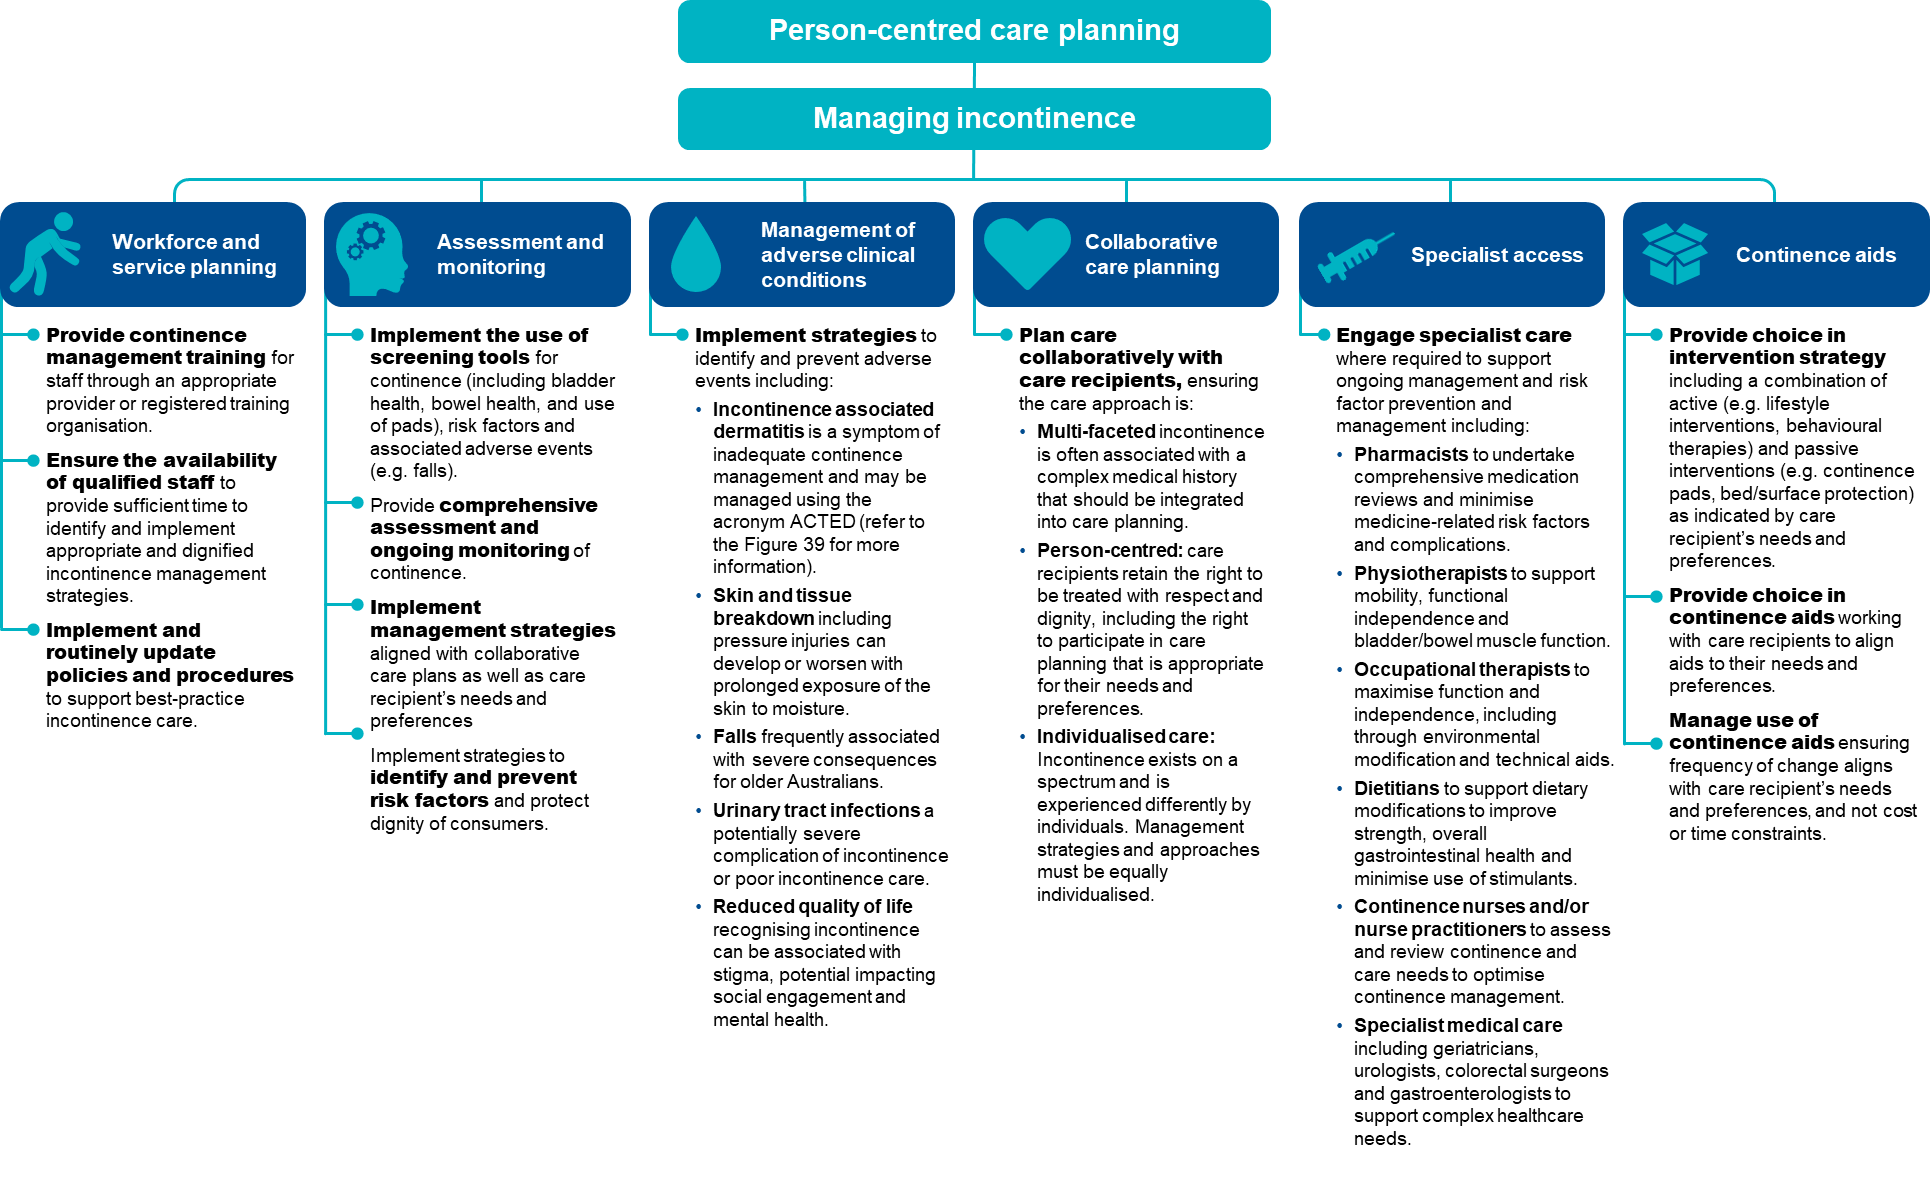 Person-centred care planning
Managing incontinence
Workforce and
service planning
Provide continence
management training for
staff through an appropriate
provider or registered training
organisation.
Ensure the availability
of qualified staff to
provide sufficient time to
identify and implement
appropriate and dignified
incontinence management
strategies.
Implement and
routinely update
policies and procedures
to support best-practice
incontinence care.
Assessment and
monitoring
Implement the use of
screening tools for
continence (including bladder
health, bowel health, and use
of pads), risk factors and
associated adverse events
(e.g. falls).
Provide comprehensive
assessment and
ongoing monitoring of
continence.
Implement
management strategies
aligned with collaborative
care plans as well as care
recipient's needs and
preferences
Implement strategies to
identify and prevent
risk factors and protect
dignity of consumers.
Management of
adverse clinical
conditions
Implement strategies to
identify and prevent adverse
events including:
• Incontinence associated
dermatitis is a symptom of
inadequate continence
management and may be
managed using the
acronym ACTED (refer to
the Figure 39 for more
information).
• Skin and tissue
breakdown including
pressure injuries can
develop or worsen with
prolonged exposure of the
skin to moisture.
• Falls frequently associated
with severe consequences
for older Australians.
• Urinary tract infections a
potentially severe
complication of incontinence
or poor incontinence care.
• Reduced quality of life
recognising incontinence
can be associated with
stigma, potential impacting
social engagement and
mental health.
Collaborative
care planning
Plan care
collaboratively with
care recipients, ensuring
the care approach is:
• Multi-faceted incontinence
is often associated with a
complex medical history
that should be integrated
into care planning.
• Person-centred: care
recipients retain the right to
be treated with respect and
dignity, including the right
to participate in care
planning that is appropriate
for their needs and
preferences.
• Individualised care:
Incontinence exists on a
spectrum and is
experienced differently by
individuals. Management
strategies and approaches
must be equally
individualised.
Specialist access
Engage specialist care
where required to support
ongoing management and risk
factor prevention and
management including:
• Pharmacists to undertake
comprehensive medication
reviews and minimise
medicine-related risk factors
and complications.
• Physiotherapists to support
mobility, functional
independence and
bladder/bowel muscle function.
• Occupational therapists to
maximise function and
independence, including
through environmental
modification and technical aids.
• Dietitians to support dietary
modifications to improve
strength, overall
gastrointestinal health and
minimise use of stimulants.
• Continence nurses and/or
nurse practitioners to assess
and review continence and
care needs to optimise
continence management.
• Specialist medical care
including geriatricians,
urologists, colorectal surgeons
and gastroenterologists to
support complex healthcare
needs.
Continence aids
Provide choice in
intervention strategy
including a combination of
active (e.g. lifestyle
interventions, behavioural
therapies) and passive
interventions (e.g. continence
pads, bed/surface protection)
as indicated by care
recipient's needs and
preferences.
Provide choice in
continence aids working
with care recipients to align
aids to their needs and
preferences.
Manage use of
continence aids ensuring
frequency of change aligns
with care recipient's needs
and preferences, and not cost
or time constraints.